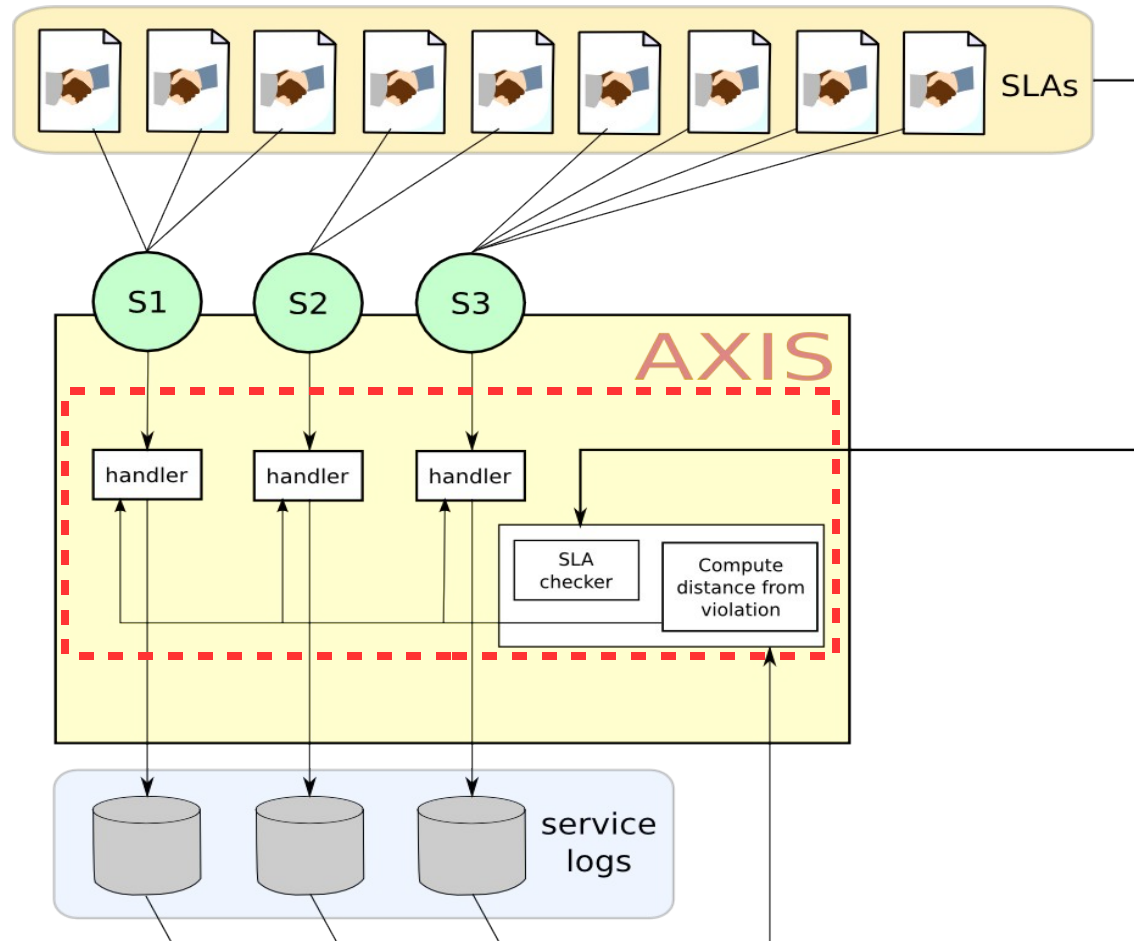 SLAs
S1
S2
S3
AXIS
handler
handler
handler
SLA
checker
Compute
distance from
violation
service
logs